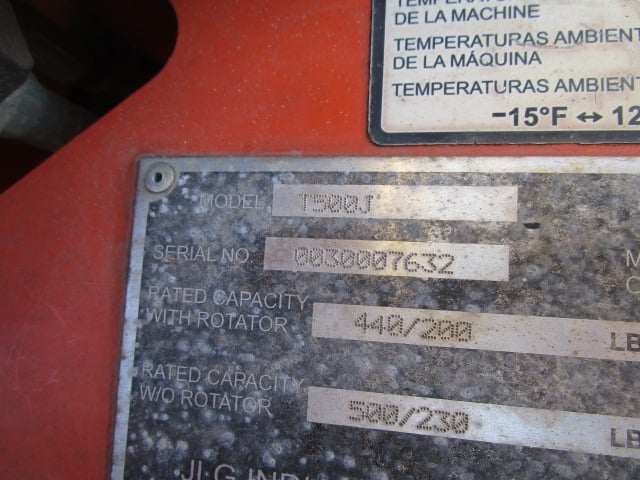 DE LA MACHINE
TEMPERATURAS AMBIENT
DE LA MÁQUINA
TEMPERATURAS AMBIENT
-15°F ↔ 12
MODEL T500J
SERIAL NO. 0030007632
RATED CAPACITY
WITH ROTATOR 440/200 LB
RATED CAPACITY
W/O ROTATOR 500/230 LB
JLG